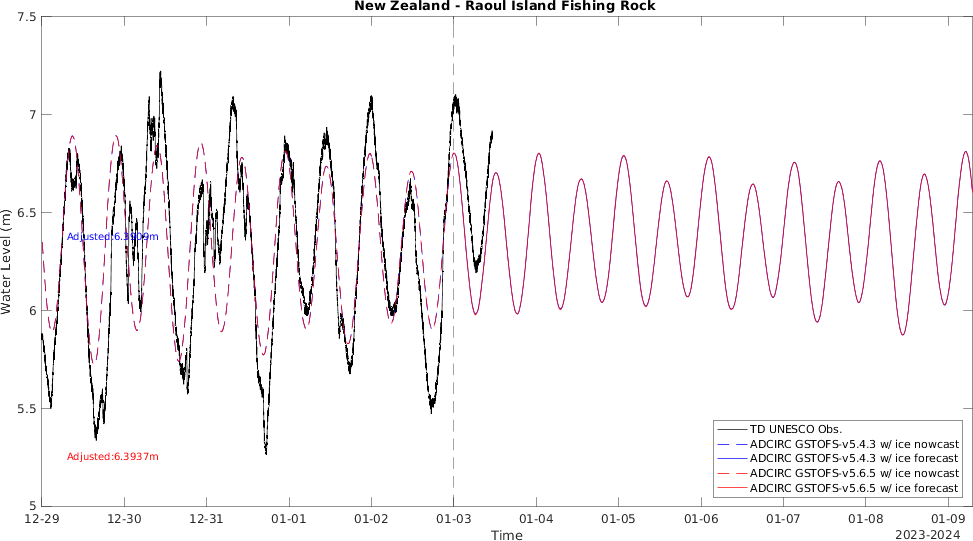 New Zealand - Raoul Island Fishing Rock
7.5
7
6.5
6
5.5
5
Water Level (m)
Adjusted:6.3909m
Adjusted:6.3937m
TD UNESCO Obs.
ADCIRC GSTOFS-v5.4.3 w/ ice nowcast
ADCIRC GSTOFS-v5.4.3 w/ ice forecast
ADCIRC GSTOFS-v5.6.5 w/ ice nowcast
ADCIRC GSTOFS-v5.6.5 w/ ice forecast
12-29 12-30 12-31 01-01 01-02 01-03 01-04 01-05 01-06 01-07 01-08 01-09
Time
2023-2024